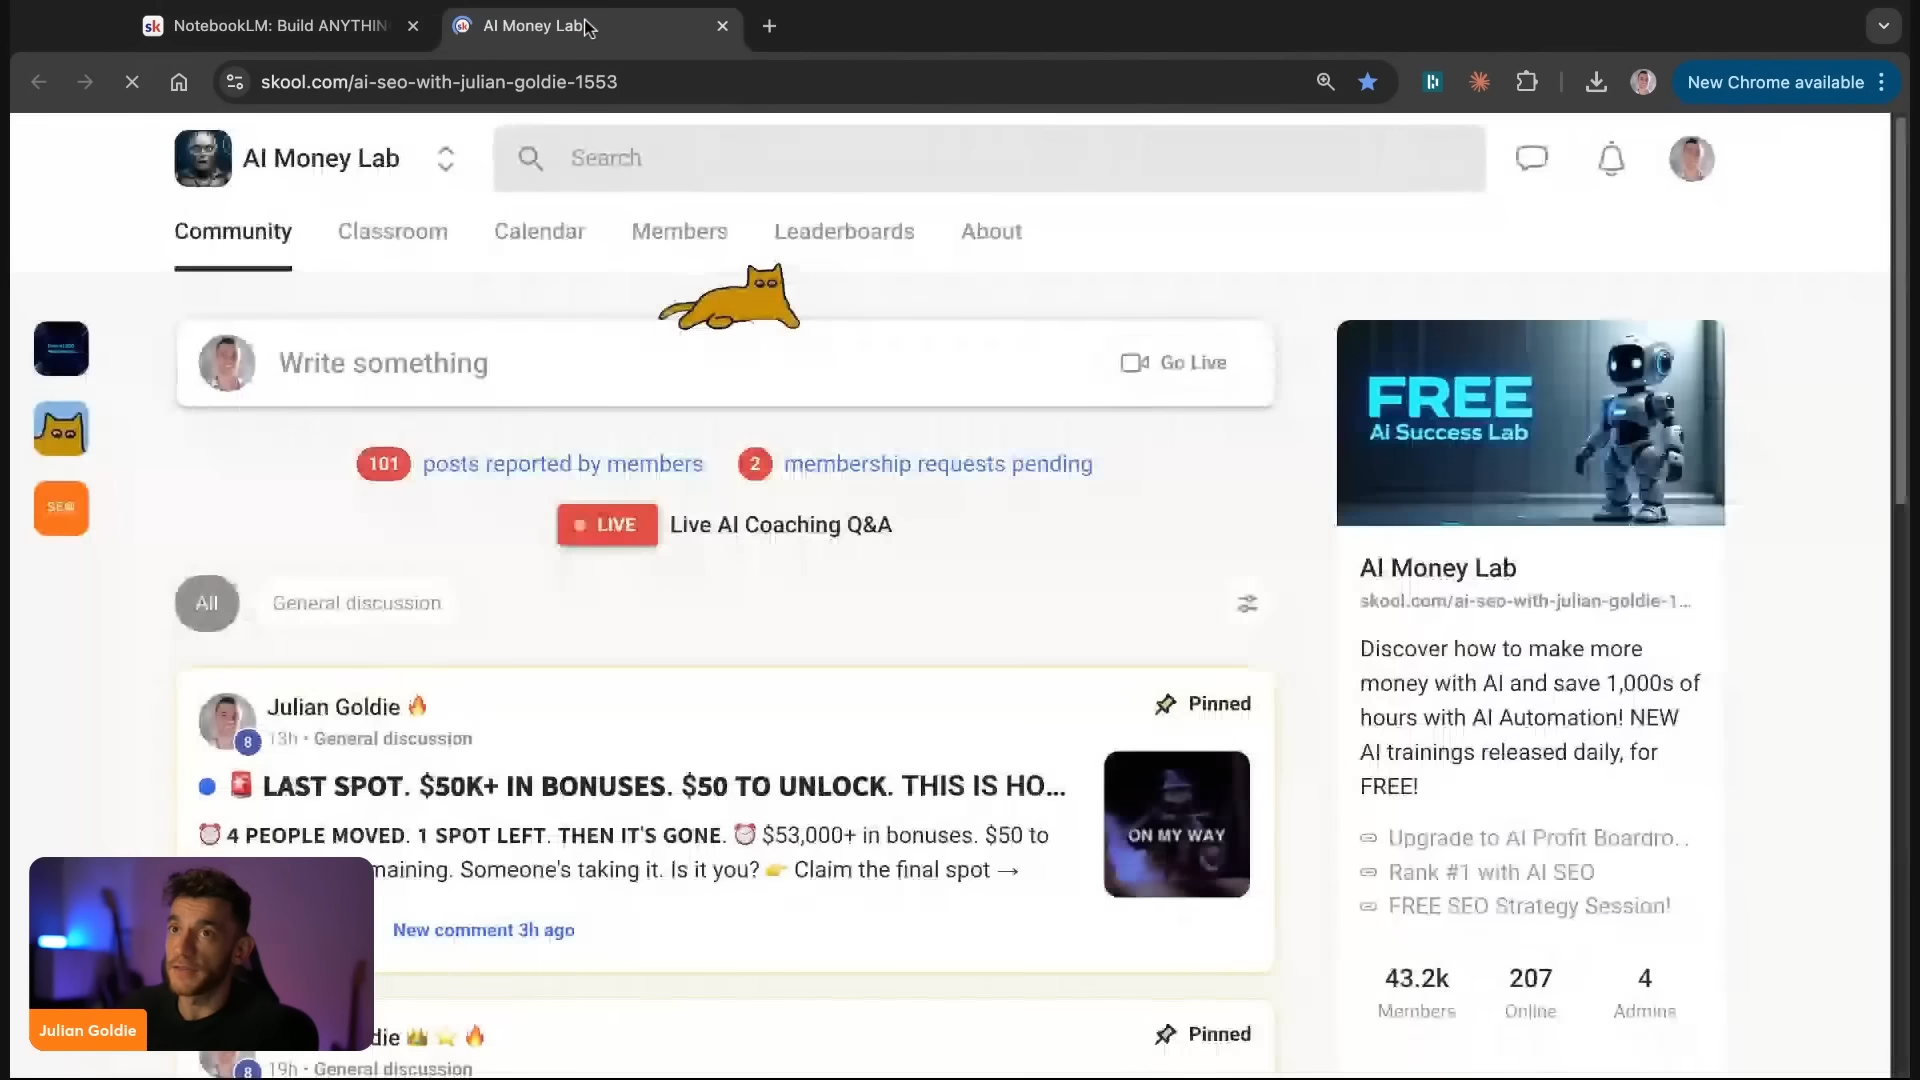 NotebookLM: Build ANYTHIN
AI Money Lab
skool.com/ai-seo-with-julian-goldie-1553
New Chrome available
AI Money Lab
Search
Community
Classroom
Calendar
Members
Leaderboards
About
Write something
Go Live
101 posts reported by members
2 membership requests pending
LIVE Live AI Coaching Q&A
All
General discussion
Julian Goldie 🔥
8
13h • General discussion
Pinned
🚨 LAST SPOT. $50K+ IN BONUSES. $50 TO UNLOCK. THIS IS HO...
⏰ 4 PEOPLE MOVED. 1 SPOT LEFT. THEN IT'S GONE. ⏰ $53,000+ in bonuses. $50 to
maining. Someone's taking it. Is it you? 👉 Claim the final spot →
ON MY WAY
New comment 3h ago
die 👑 ⭐ 🔥
8
19h • General discussion
Pinned
SEO
FREE
Ai Success Lab
AI Money Lab
skool.com/ai-seo-with-julian-goldie-1...
Discover how to make more
money with AI and save 1,000s of
hours with AI Automation! NEW
AI trainings released daily, for
FREE!
Upgrade to AI Profit Boardro...
Rank #1 with AI SEO
FREE SEO Strategy Session!
43.2k
Members
207
Online
4
Admins
Julian Goldie